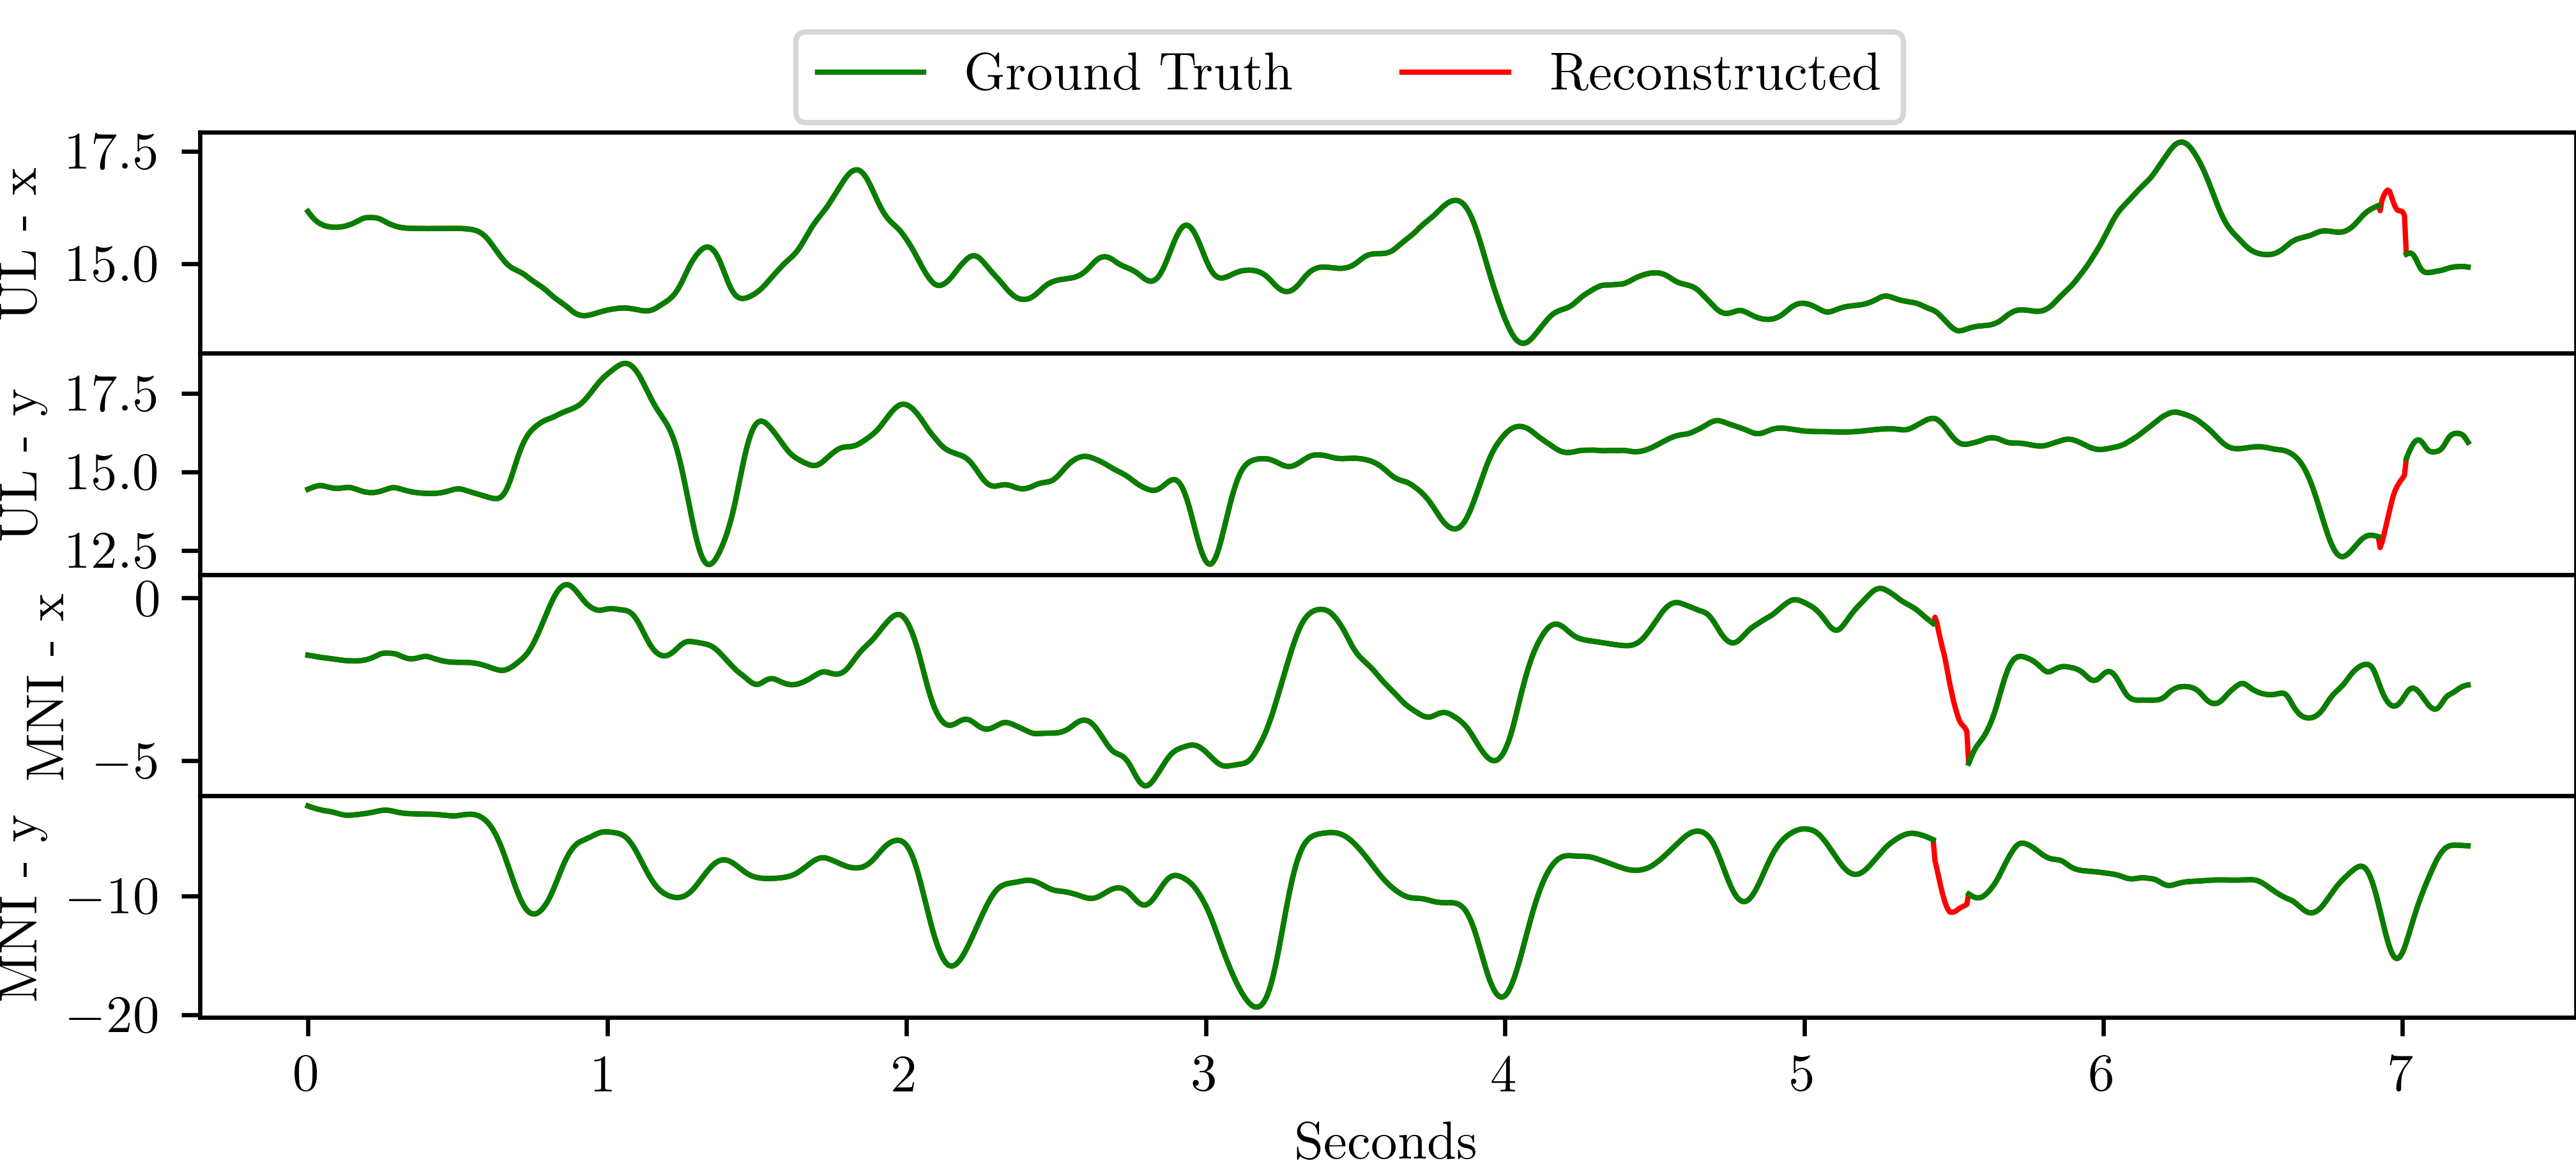 Ground Truth Reconstructed
UL - x
17.5
15.0
UL - y
17.5
15.0
12.5
MNI - x
0
−5
MNI - y
−10
−20
0 1 2 3 4 5 6 7
Seconds